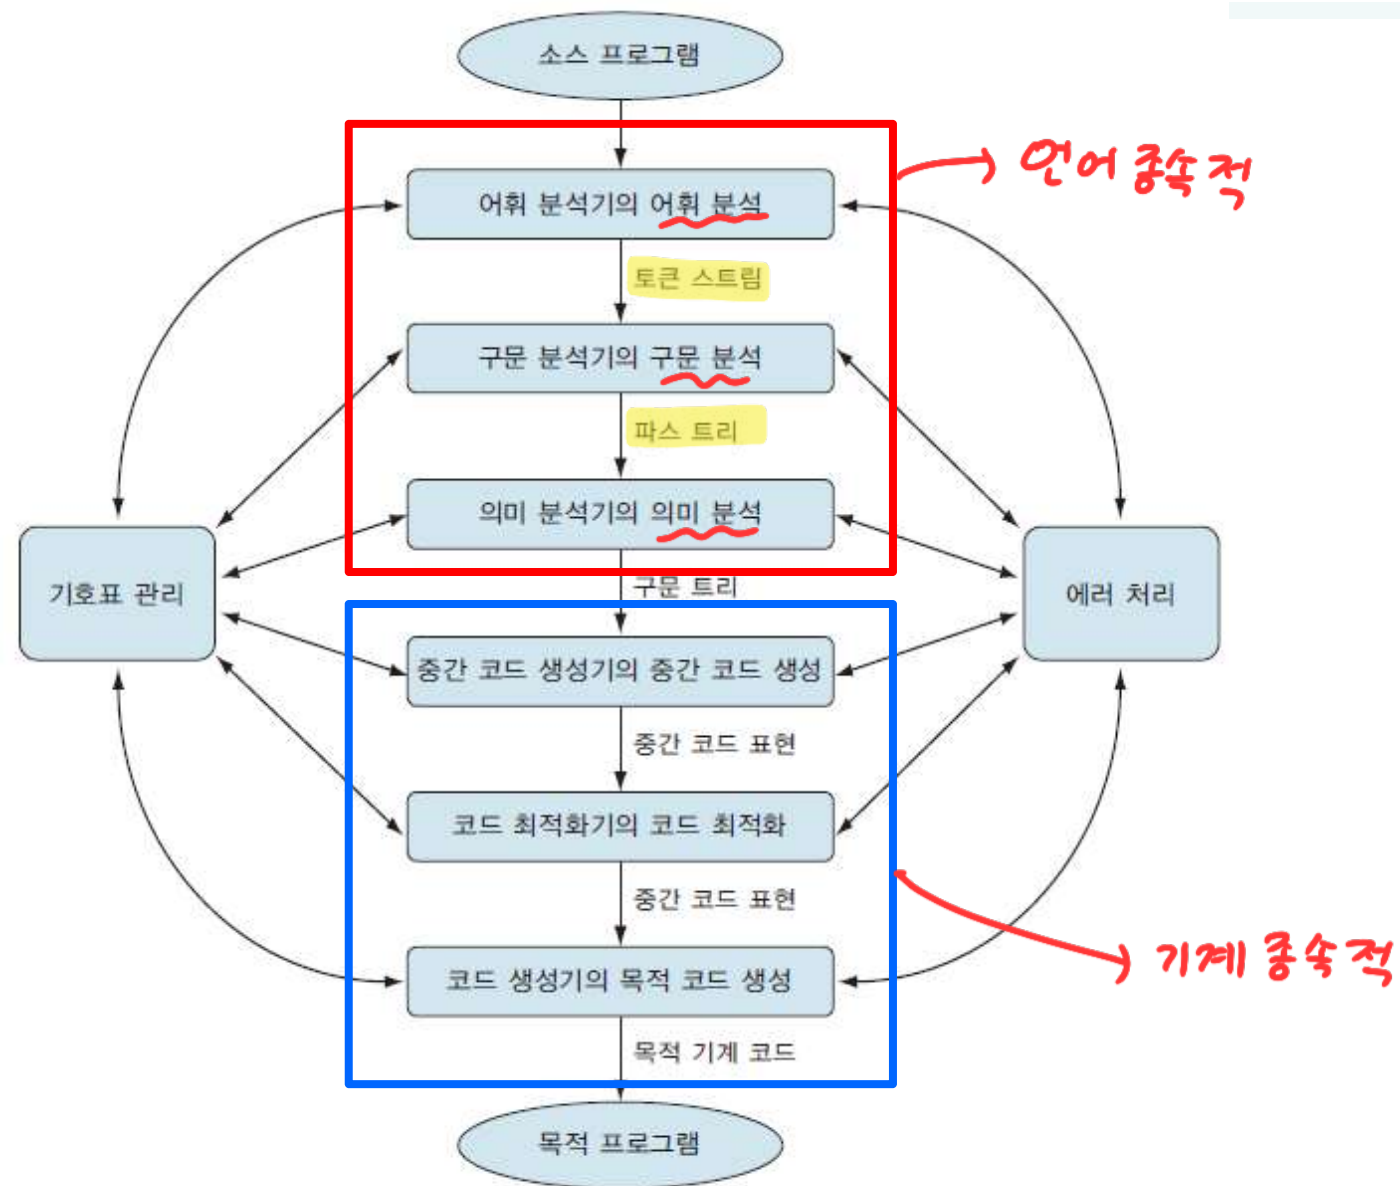 소스 프로그램
언어 종속적
어휘 분석기의 어휘 분석
토큰 스트림
구문 분석기의 구문 분석
파스 트리
의미 분석기의 의미 분석
기호표 관리
구문 트리
에러 처리
중간 코드 생성기의 중간 코드 생성
중간 코드 표현
코드 최적화기의 코드 최적화
중간 코드 표현
기계 종속적
코드 생성기의 목적 코드 생성
목적 기계 코드
목적 프로그램